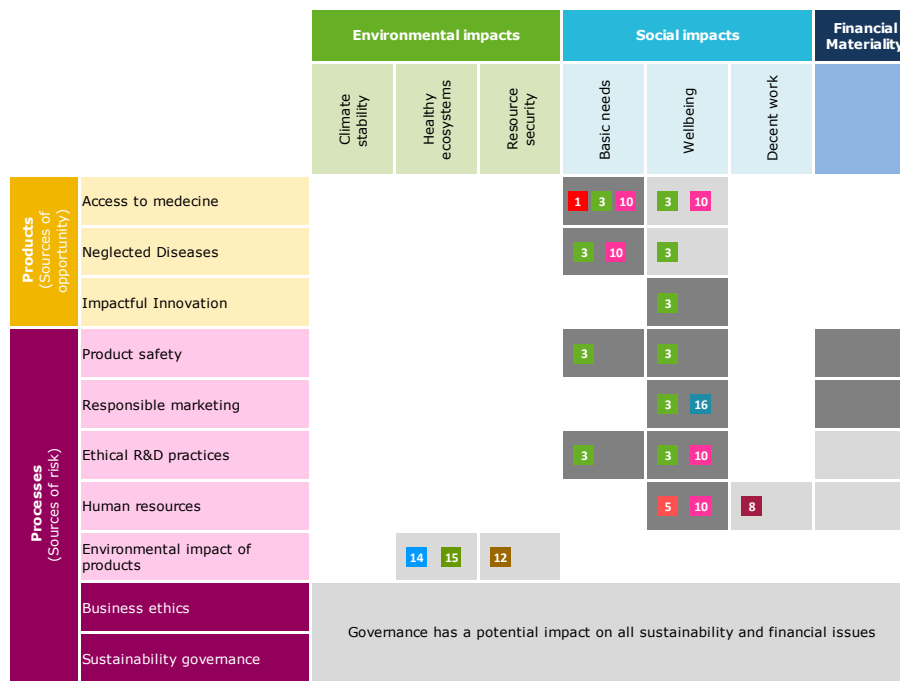 Environmental impacts
Social impacts
Financial
Materiality
Climate
stability
Healthy
ecosystems
Resource
security
Basic needs
Wellbeing
Decent work
Products
(Sources of
opportunity)
Access to medecine
1 3 10 3 10
Neglected Diseases
3 10 3
Impactful Innovation
3
Processes
(Sources of risk)
Product safety
3 3
Responsible marketing
3 16
Ethical R&D practices
3 3 10
Human resources
5 10 8
Environmental impact of
products
14 15 12
Business ethics
Governance has a potential impact on all sustainability and financial issues
Sustainability governance